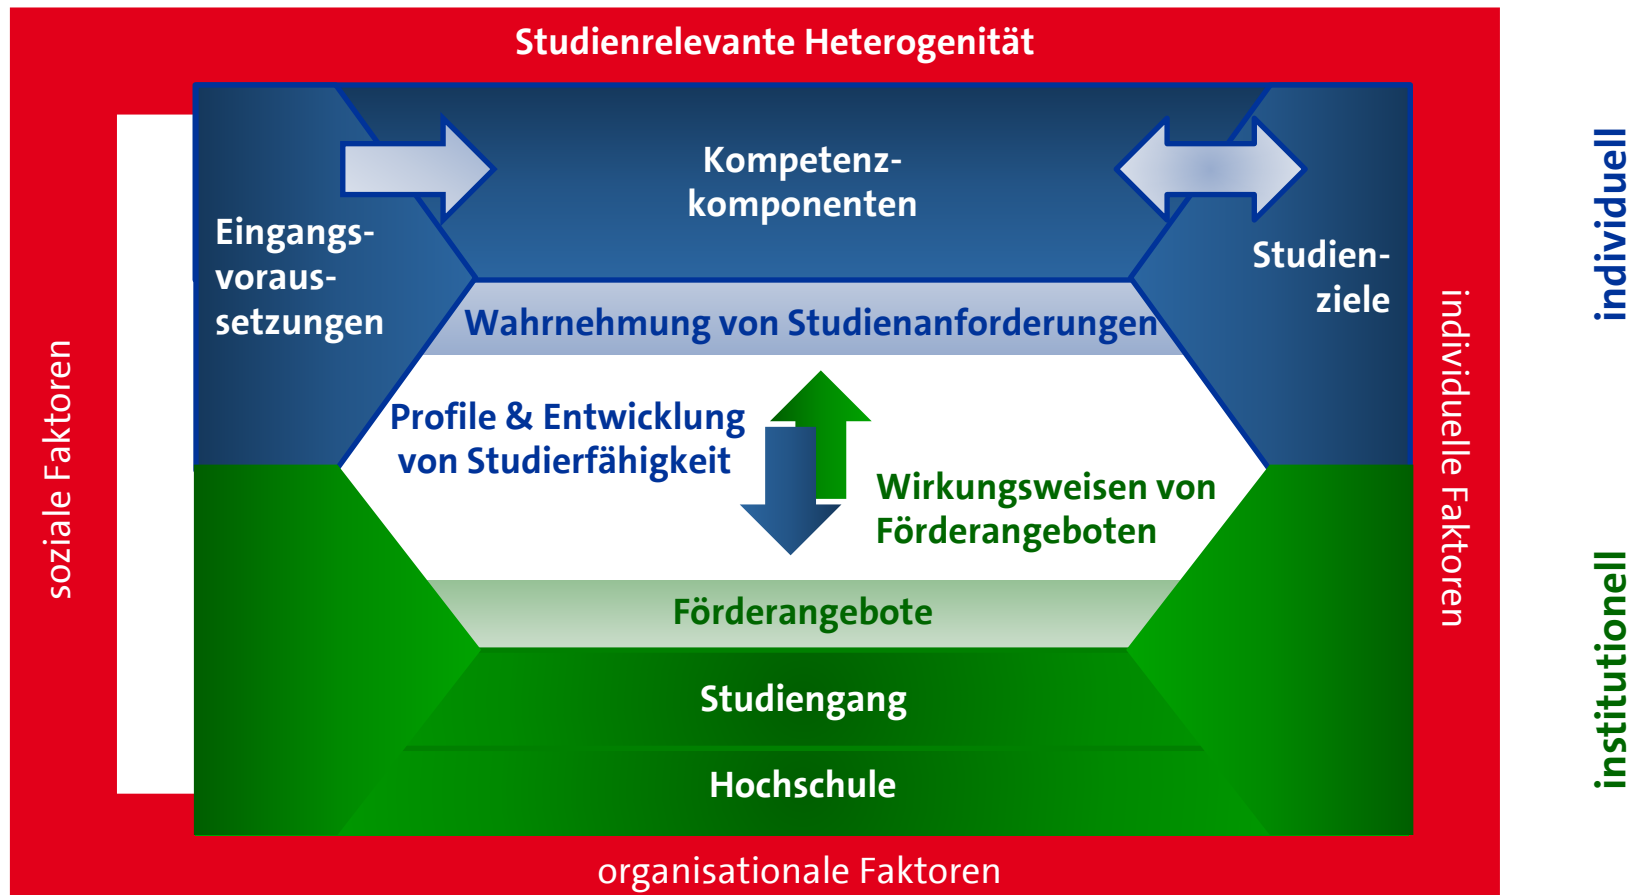 Studienrelevante Heterogenität
Kompetenz-
komponenten
Eingangs-
voraus-
setzungen
Studien-
ziele
Wahrnehmung von Studienanforderungen
Profile & Entwicklung
von Studierfähigkeit
Wirkungsweisen von
Förderangeboten
Förderangebote
Studiengang
Hochschule
organisationale Faktoren
soziale Faktoren
individuelle Faktoren
individuell
institutionell